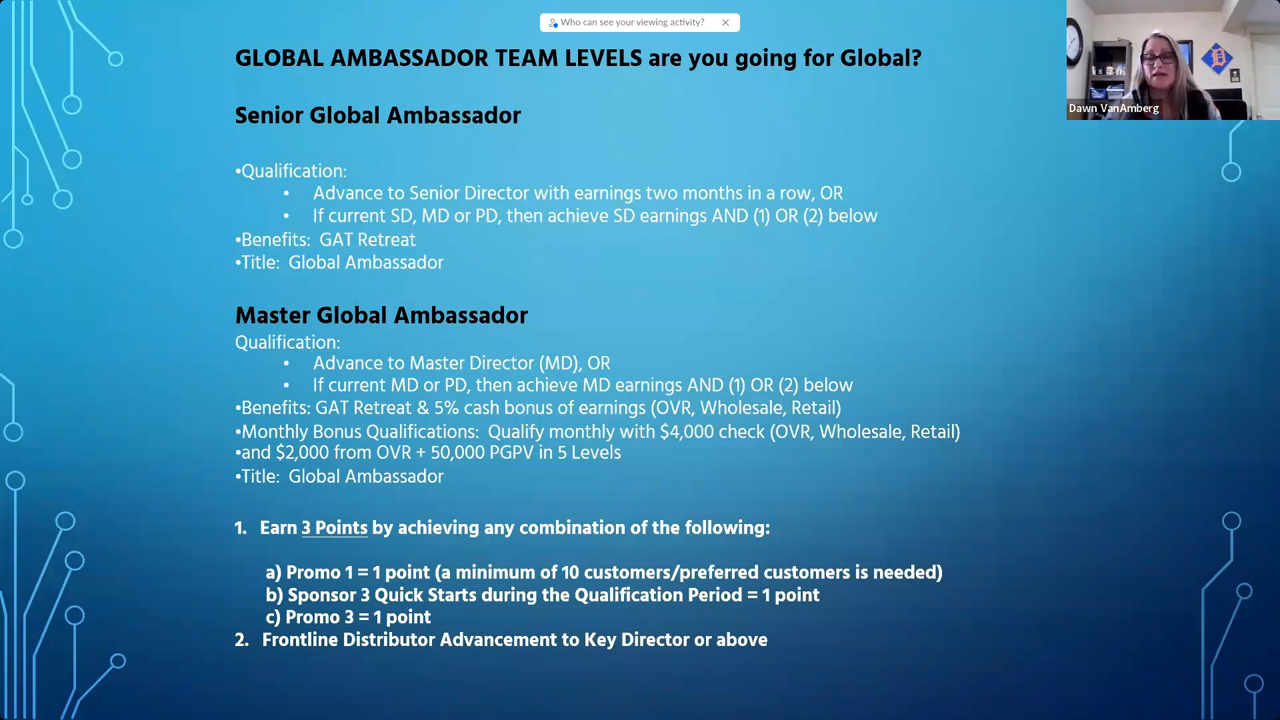 Who can see your viewing activity?
GLOBAL AMBASSADOR TEAM LEVELS are you going for Global?
Dawn VanAmberg
Senior Global Ambassador
•Qualification:
• Advance to Senior Director with earnings two months in a row, OR
• If current SD, MD or PD, then achieve SD earnings AND (1) OR (2) below
•Benefits: GAT Retreat
•Title: Global Ambassador
Master Global Ambassador
Qualification:
• Advance to Master Director (MD), OR
• If current MD or PD, then achieve MD earnings AND (1) OR (2) below
•Benefits: GAT Retreat & 5% cash bonus of earnings (OVR, Wholesale, Retail)
•Monthly Bonus Qualifications: Qualify monthly with $4,000 check (OVR, Wholesale, Retail)
•and $2,000 from OVR + 50,000 PGPV in 5 Levels
•Title: Global Ambassador
1. Earn 3 Points by achieving any combination of the following:
a) Promo 1 = 1 point (a minimum of 10 customers/preferred customers is needed)
b) Sponsor 3 Quick Starts during the Qualification Period = 1 point
c) Promo 3 = 1 point
2. Frontline Distributor Advancement to Key Director or above